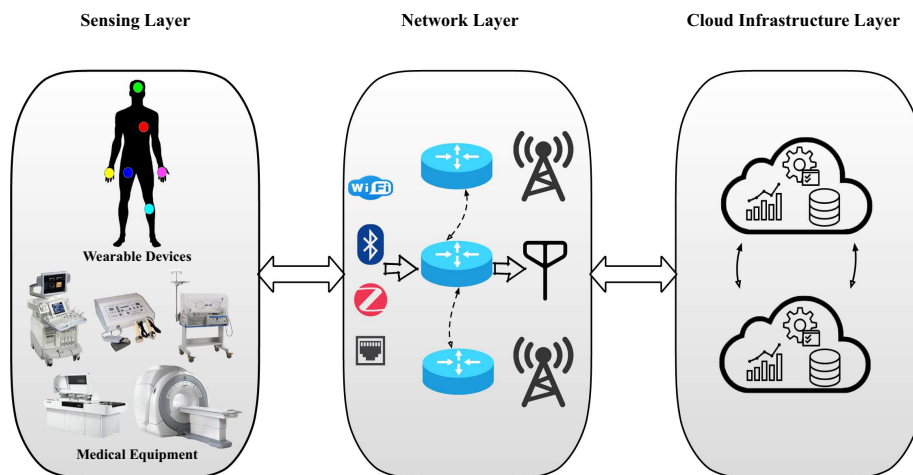 Sensing Layer
Network Layer
Cloud Infrastructure Layer
Wearable Devices
WiFi
Medical Equipment